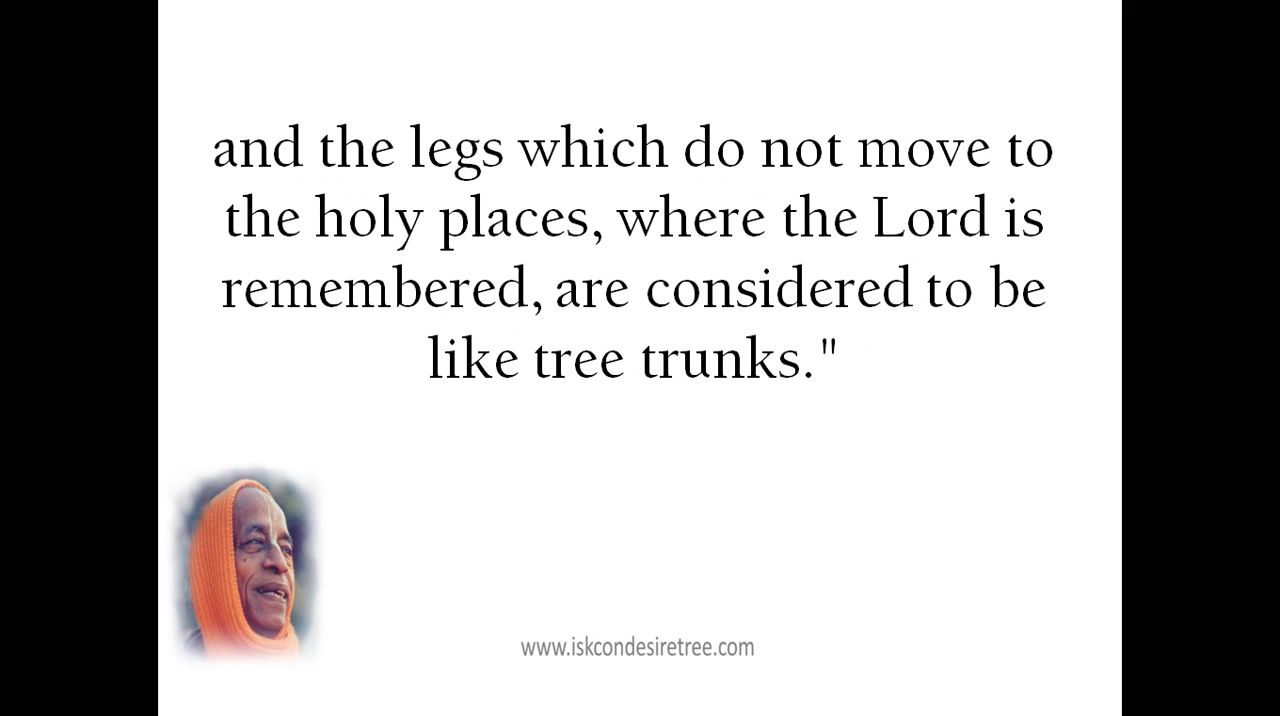 and the legs which do not move to
the holy places, where the Lord is
remembered, are considered to be
like tree trunks."
www.iskcondesiretree.com